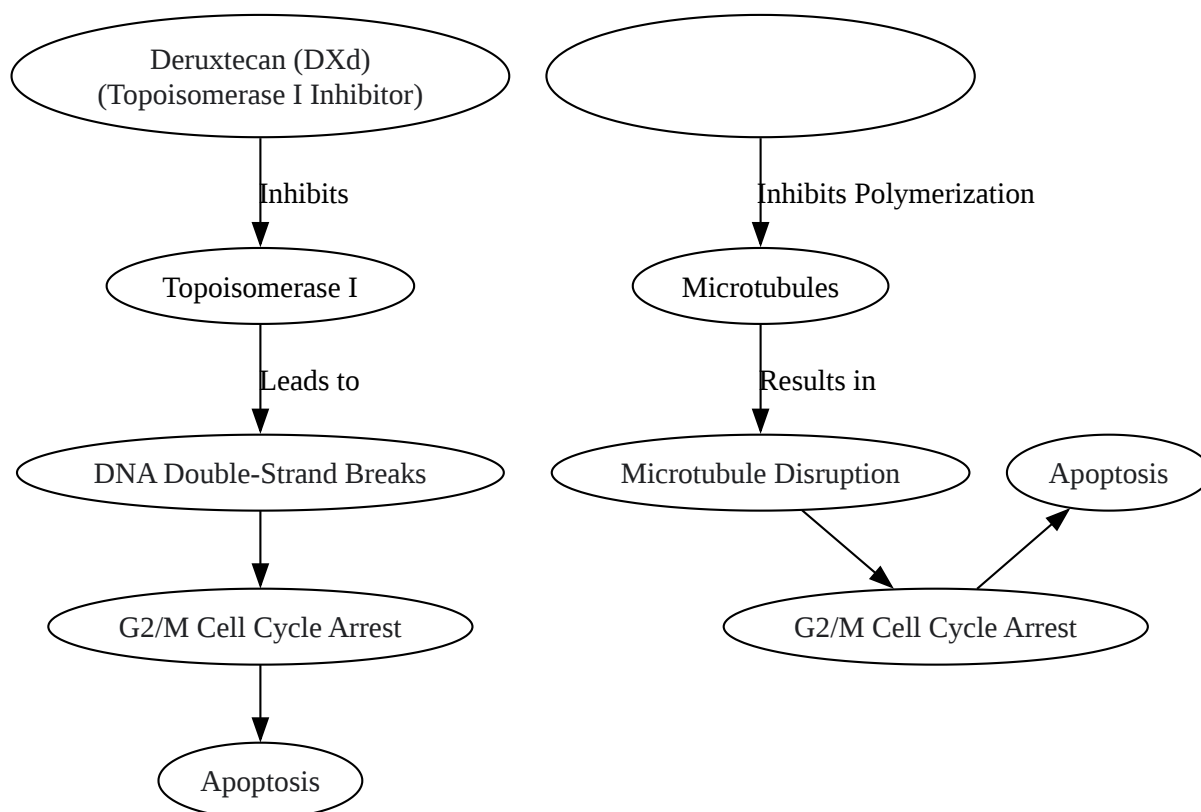 Deruxtecan (DXd)
(Topoisomerase I Inhibitor)
Inhibits
Topoisomerase I
Leads to
DNA Double-Strand Breaks
G2/M Cell Cycle Arrest
Apoptosis
Inhibits Polymerization
Microtubules
Results in
Microtubule Disruption
G2/M Cell Cycle Arrest
Apoptosis